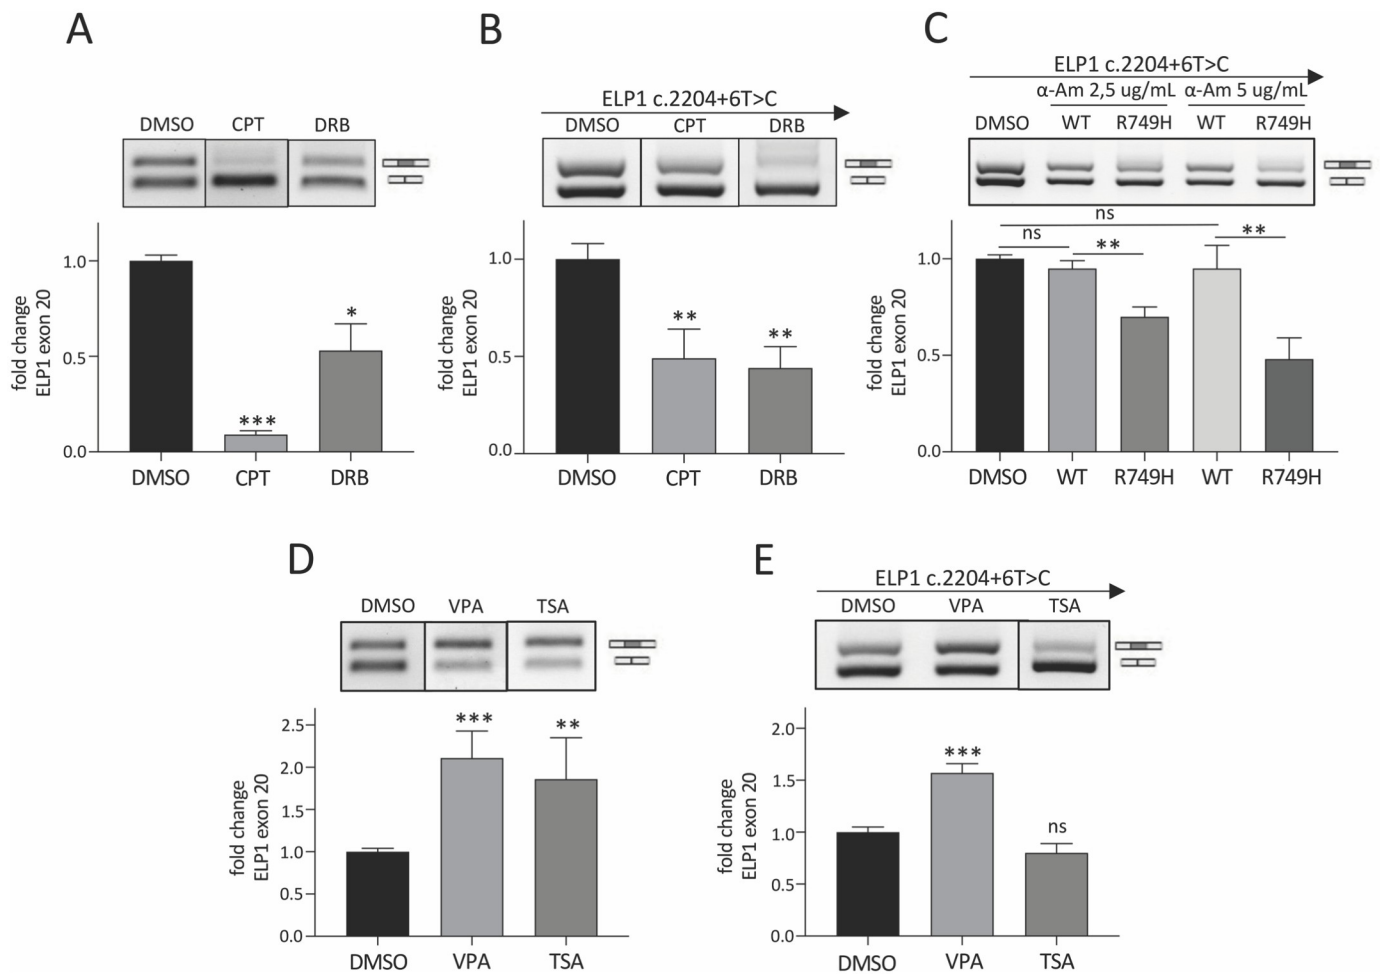 A
DMSO CPT DRB
fold change
ELP1 exon 20
1.0
0.5
0.0
***
*
DMSO CPT DRB
B
ELP1 c.2204+6T>C
DMSO CPT DRB
fold change
ELP1 exon 20
1.0
0.5
0.0
**
**
DMSO CPT DRB
C
ELP1 c.2204+6T>C
α-Am 2,5 ug/mL α-Am 5 ug/mL
DMSO WT R749H WT R749H
fold change
ELP1 exon 20
1.0
0.5
0.0
ns
ns
**
**
DMSO WT R749H WT R749H
D
DMSO VPA TSA
fold change
ELP1 exon 20
2.5
2.0
1.5
1.0
0.5
0.0
***
**
DMSO VPA TSA
E
ELP1 c.2204+6T>C
DMSO VPA TSA
fold change
ELP1 exon 20
2.0
1.5
1.0
0.5
0.0
***
ns
DMSO VPA TSA